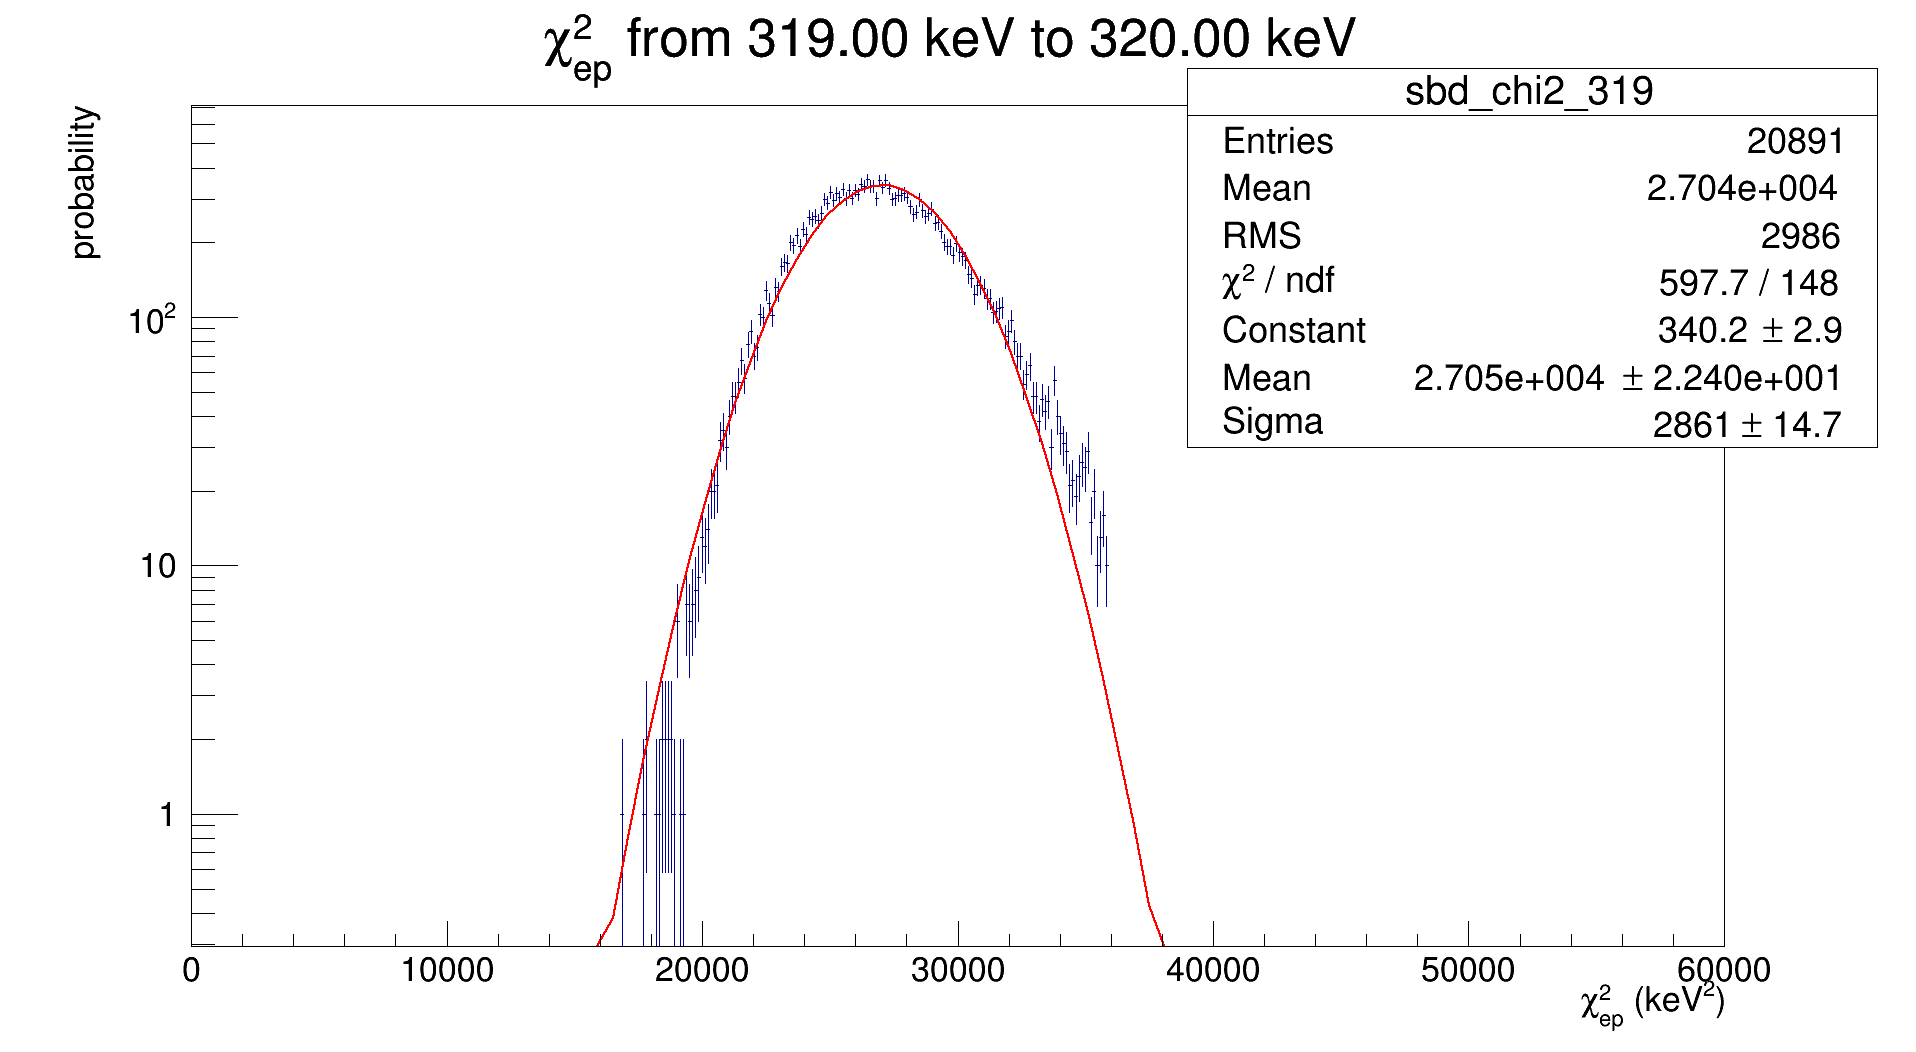 χ²ep from 319.00 keV to 320.00 keV
sbd_chi2_319
Entries 20891
Mean 2.704e+004
RMS 2986
χ² / ndf 597.7 / 148
Constant 340.2 ± 2.9
Mean 2.705e+004 ± 2.240e+001
Sigma 2861 ± 14.7
probability
10²
10
1
0 10000 20000 30000 40000 50000 60000
χ²ep (keV²)